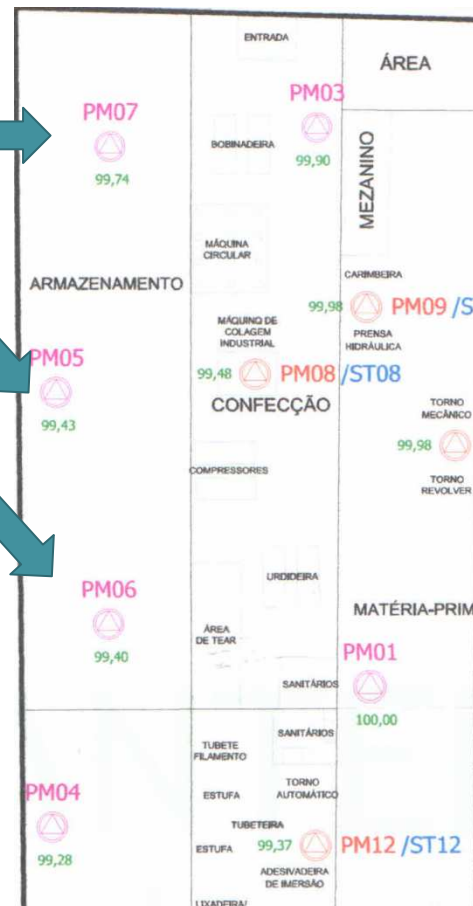 ENTRADA
ÁREA
PM03
99,90
PM07
99,74
BOBINADEIRA
MEZANINO
MÁQUINA
CIRCULAR
ARMAZENAMENTO
CARIMBEIRA
99,98 PM09 /S
MÁQUINQ DE
COLAGEM
INDUSTRIAL
PRENSA
HIDRÁULICA
PM05
99,43
99,48 PM08 /ST08
CONFECÇÃO
TORNO
MECÂNICO
99,98
TORNO
REVOLVER
COMPRESSORES
URDIDEIRA
PM06
99,40
MATÉRIA-PRIM
ÁREA
DE TEAR
PM01
100,00
SANITÁRIOS
SANITÁRIOS
TUBETE
FILAMENTO
PM04
99,28
ESTUFA
TORNO
AUTOMÁTICO
TUBETEIRA
ESTUFA
99,37 PM12 /ST12
ADESIVADEIRA
DE IMERSÃO
LIXADEIRA/